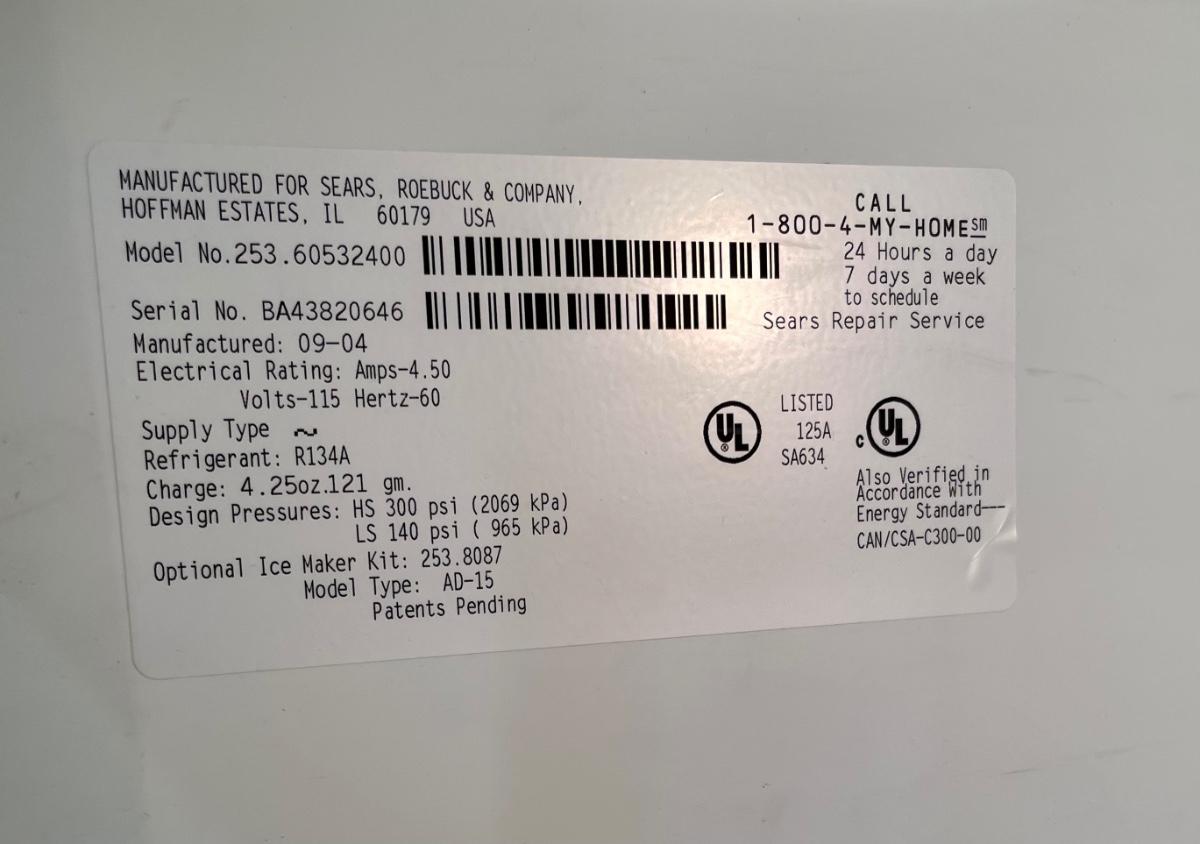 MANUFACTURED FOR SEARS, ROEBUCK & COMPANY,
HOFFMAN ESTATES, IL 60179 USA
Model No.253.60532400
Serial No. BA43820646
Manufactured: 09-04
Electrical Rating: Amps-4.50
Volts-115 Hertz-60
Supply Type ~
Refrigerant: R134A
Charge: 4.25oz.121 gm.
Design Pressures: HS 300 psi (2069 kPa)
LS 140 psi ( 965 kPa)
Optional Ice Maker Kit: 253.8087
Model Type: AD-15
Patents Pending
CALL
1-800-4-MY-HOME℠
24 Hours a day
7 days a week
to schedule
Sears Repair Service
UL ®
LISTED
125A
SA634
c UL ®
Also Verified in
Accordance With
Energy Standard—
CAN/CSA-C300-00